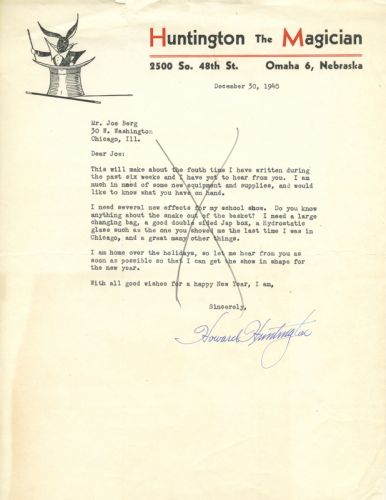 Huntington The Magician
2500 So. 48th St. Omaha 6, Nebraska
December 30, 1948
Mr. Joe Berg
30 W. Washington
Chicago, Ill.
Dear Joe:
This will make about the fouth time I have written during
the past six weeks and I have yet to hear from you. I am
much in need of some new equipment and supplies, and would
like to know what you have on hand.
I need several new effects for my school show. Do you know
anything about the snake out of the basket? I need a large
changing bag, a good double sided Jap box, a hydrostatic
glass such as the one you showed me the last time I was in
Chicago, and a great many other things.
I am home over the holidays, so let me hear from you as
soon as possible so that I can get the show in shape for
the new year.
With all good wishes for a happy New Year, I am,
Sincerely,
Howard Huntington